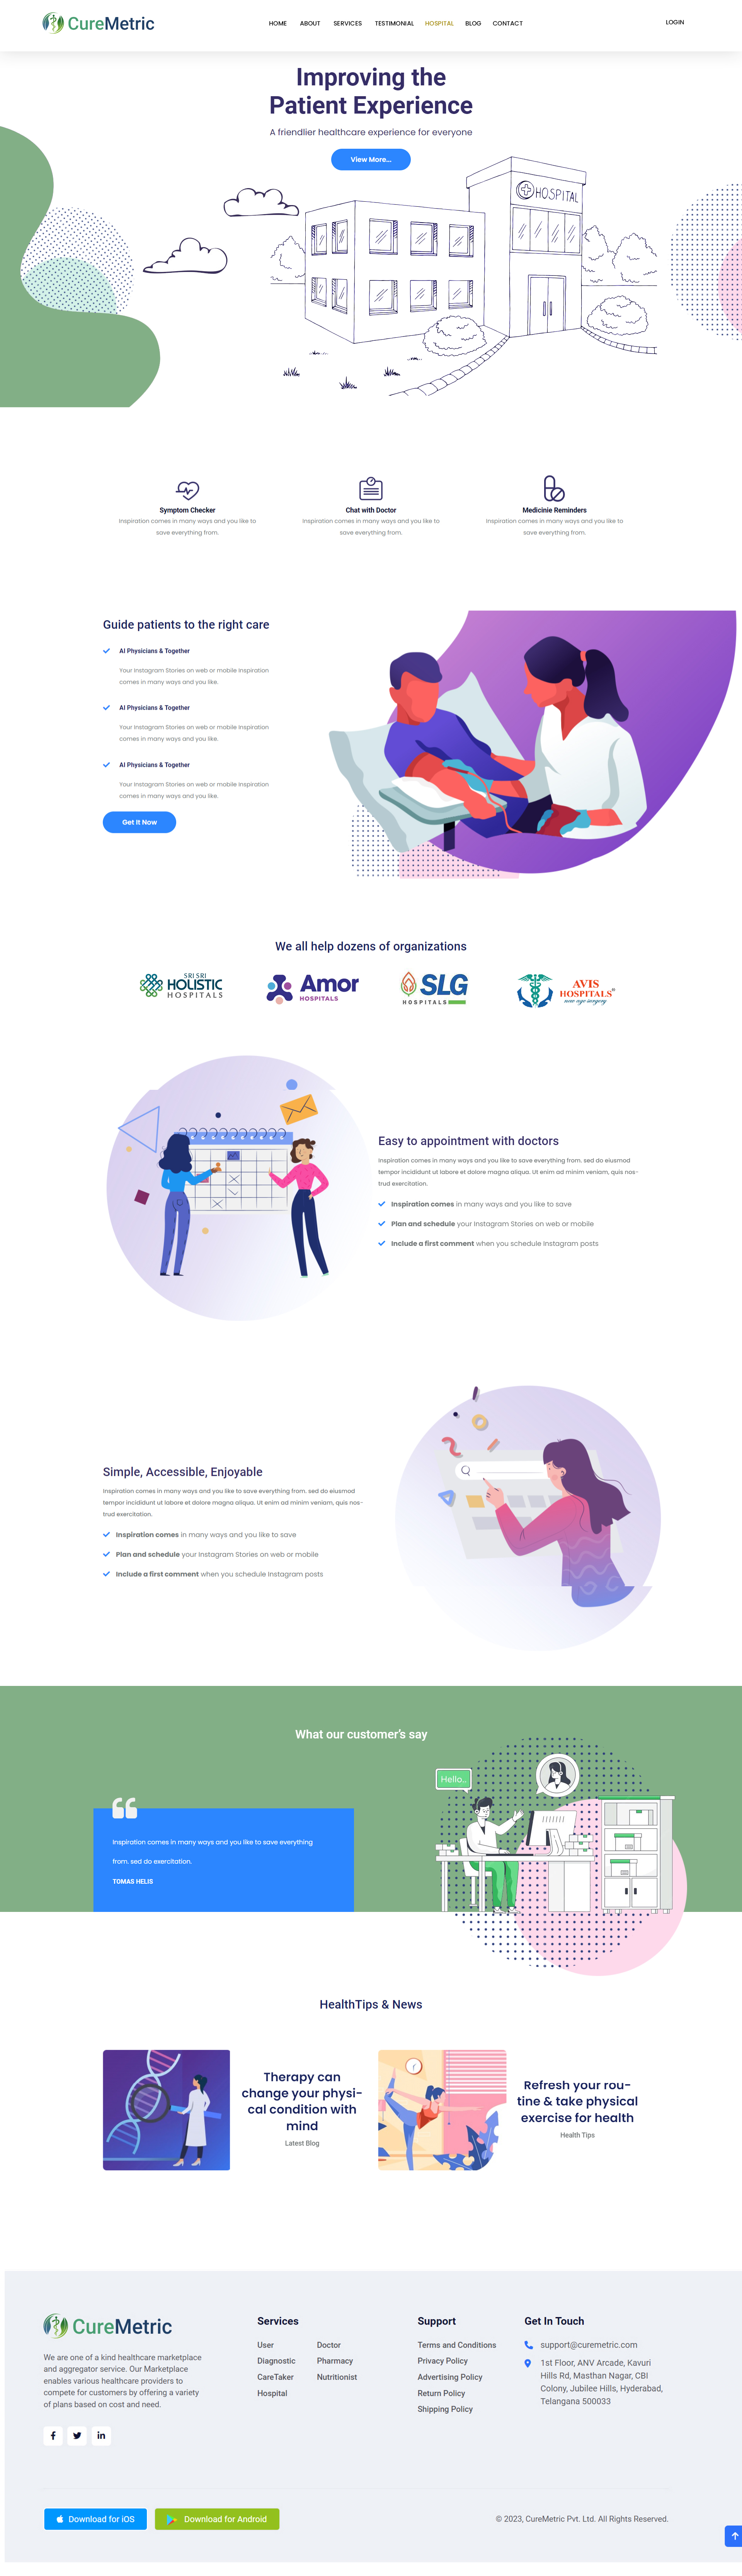 CureMetric
HOME ABOUT SERVICES TESTIMONIAL HOSPITAL BLOG CONTACT
LOGIN
Improving the
Patient Experience
A friendlier healthcare experience for everyone
View More...
HOSPITAL
Symptom Checker
Inspiration comes in many ways and you like to
save everything from.
Chat with Doctor
Inspiration comes in many ways and you like to
save everything from.
Medicinie Reminders
Inspiration comes in many ways and you like to
save everything from.
Guide patients to the right care
AI Physicians & Together
Your Instagram Stories on web or mobile Inspiration
comes in many ways and you like.
AI Physicians & Together
Your Instagram Stories on web or mobile Inspiration
comes in many ways and you like.
AI Physicians & Together
Your Instagram Stories on web or mobile Inspiration
comes in many ways and you like.
Get It Now
We all help dozens of organizations
SRI SRI
HOLISTIC
HOSPITALS
Amor
HOSPITALS
SLG
HOSPITALS
AVIS
HOSPITALS
new age surgery
Easy to appointment with doctors
Inspiration comes in many ways and you like to save everything from. sed do eiusmod
tempor incididunt ut labore et dolore magna aliqua. Ut enim ad minim veniam, quis nos-
trud exercitation.
Inspiration comes in many ways and you like to save
Plan and schedule your Instagram Stories on web or mobile
Include a first comment when you schedule Instagram posts
Simple, Accessible, Enjoyable
Inspiration comes in many ways and you like to save everything from. sed do eiusmod
tempor incididunt ut labore et dolore magna aliqua. Ut enim ad minim veniam, quis nos-
trud exercitation.
Inspiration comes in many ways and you like to save
Plan and schedule your Instagram Stories on web or mobile
Include a first comment when you schedule Instagram posts
What our customer's say
Hello..
Inspiration comes in many ways and you like to save everything
from. sed do exercitation.
TOMAS HELIS
HealthTips & News
Therapy can
change your physi-
cal condition with
mind
Latest Blog
Refresh your rou-
tine & take physical
exercise for health
Health Tips
CureMetric
We are one of a kind healthcare marketplace
and aggregator service. Our Marketplace
enables various healthcare providers to
compete for customers by offering a variety
of plans based on cost and need.
Services
User
Diagnostic
CareTaker
Hospital
Doctor
Pharmacy
Nutritionist
Support
Terms and Conditions
Privacy Policy
Advertising Policy
Return Policy
Shipping Policy
Get In Touch
support@curemetric.com
1st Floor, ANV Arcade, Kavuri
Hills Rd, Masthan Nagar, CBI
Colony, Jubilee Hills, Hyderabad,
Telangana 500033
Download for iOS
Download for Android
© 2023, CureMetric Pvt. Ltd. All Rights Reserved.